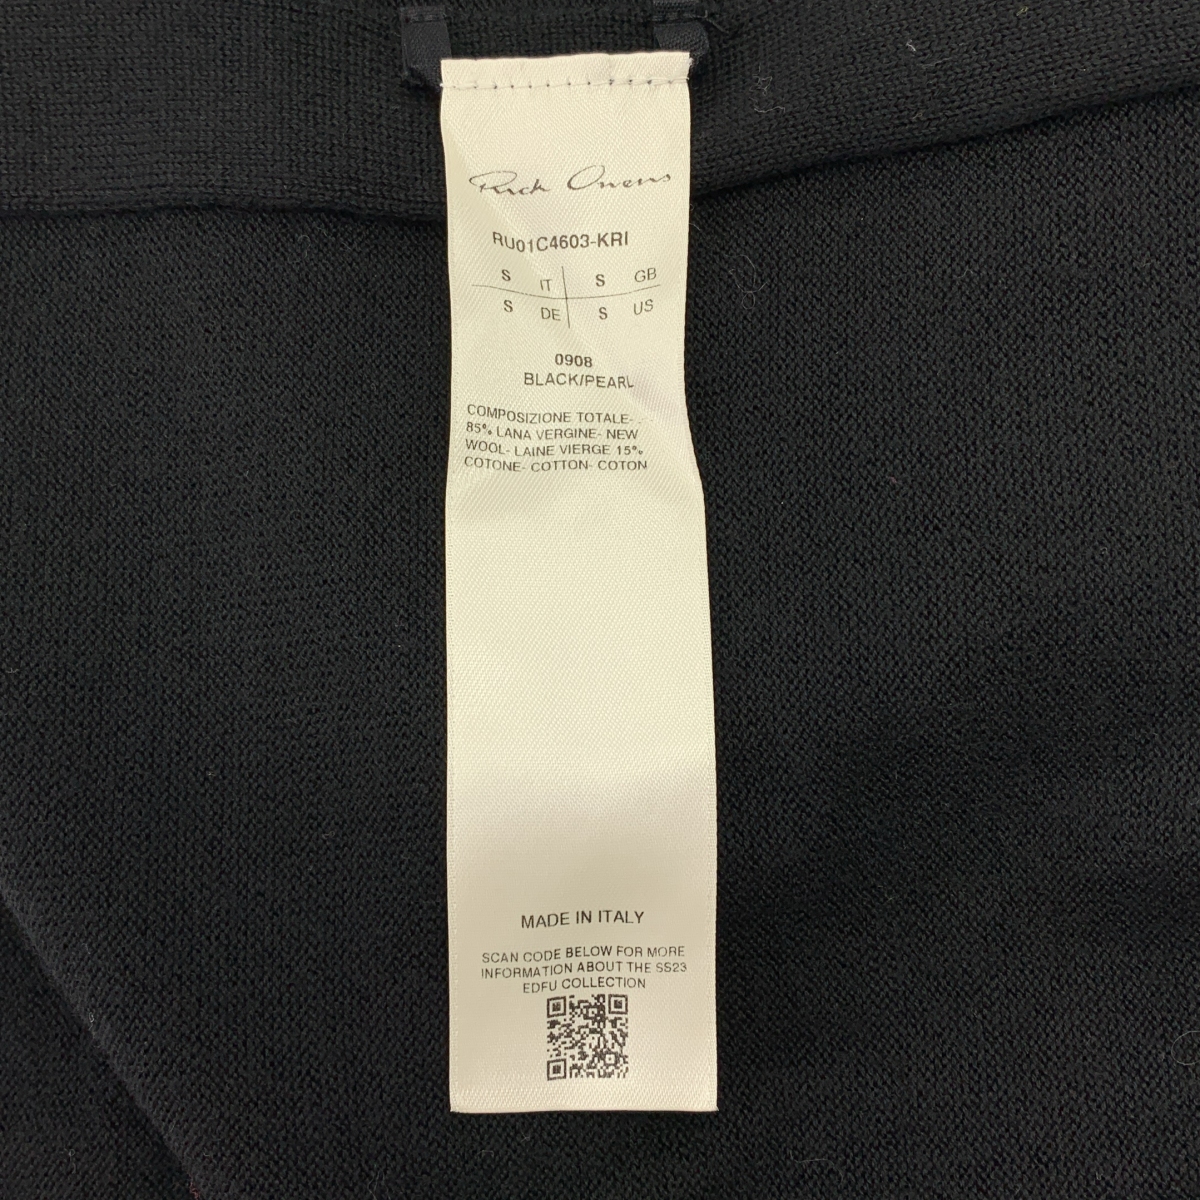 Rick Owens
RU01C4603-KRI
S IT S GB
S DE S US
0908
BLACK/PEARL
COMPOSIZIONE TOTALE-
85% LANA VERGINE- NEW
WOOL- LAINE VIERGE 15%
COTONE- COTTON- COTON
MADE IN ITALY
SCAN CODE BELOW FOR MORE
INFORMATION ABOUT THE SS23
EDFU COLLECTION